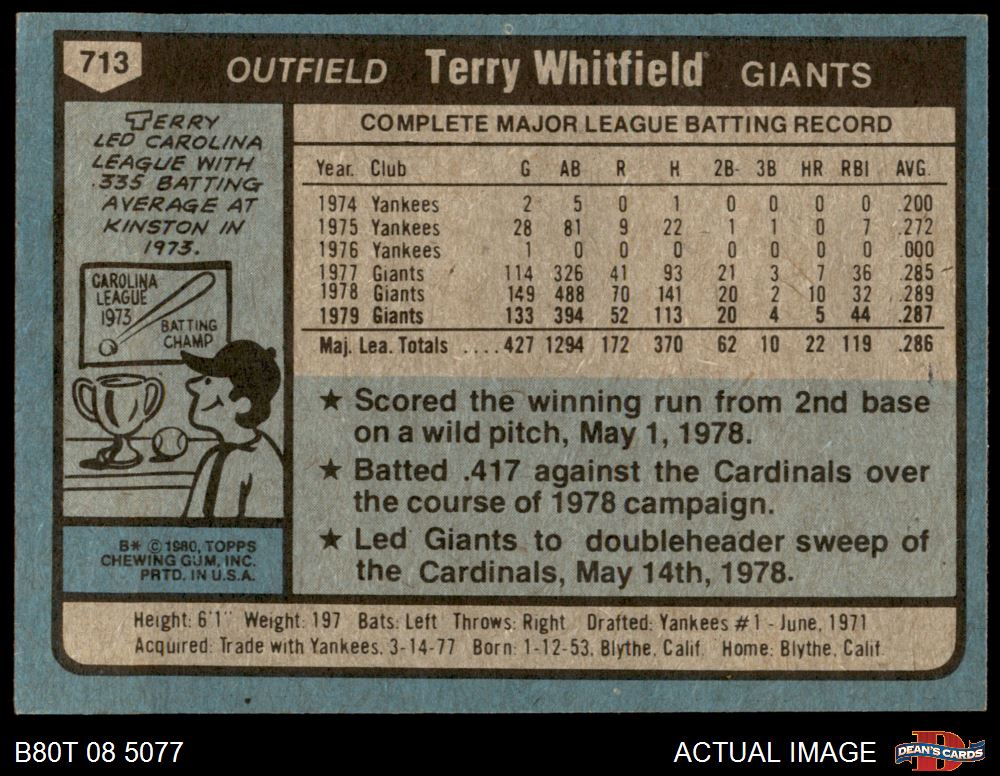 713
OUTFIELD Terry Whitfield GIANTS
TERRY
LED CAROLINA
LEAGUE WITH
.335 BATTING
AVERAGE AT
KINSTON IN
1973.
CAROLINA
LEAGUE
1973
BATTING
CHAMP
B* © 1980, TOPPS
CHEWING GUM, INC.
PRTD. IN U.S.A.
COMPLETE MAJOR LEAGUE BATTING RECORD
Year. Club G AB R H 2B- 3B HR RBI AVG.
1974 Yankees 2 5 0 1 0 0 0 0 .200
1975 Yankees 28 81 9 22 1 1 0 7 .272
1976 Yankees 1 0 0 0 0 0 0 0 .000
1977 Giants 114 326 41 93 21 3 7 36 .285
1978 Giants 149 488 70 141 20 2 10 32 .289
1979 Giants 133 394 52 113 20 4 5 44 .287
Maj. Lea. Totals ....427 1294 172 370 62 10 22 119 .286
★ Scored the winning run from 2nd base
on a wild pitch, May 1, 1978.
★ Batted .417 against the Cardinals over
the course of 1978 campaign.
★ Led Giants to doubleheader sweep of
the Cardinals, May 14th, 1978.
Height: 6'1" Weight: 197 Bats: Left Throws: Right Drafted: Yankees #1 - June, 1971
Acquired: Trade with Yankees, 3-14-77 Born: 1-12-53, Blythe, Calif. Home: Blythe, Calif.
B80T 08 5077
ACTUAL IMAGE
DEAN'S CARDS